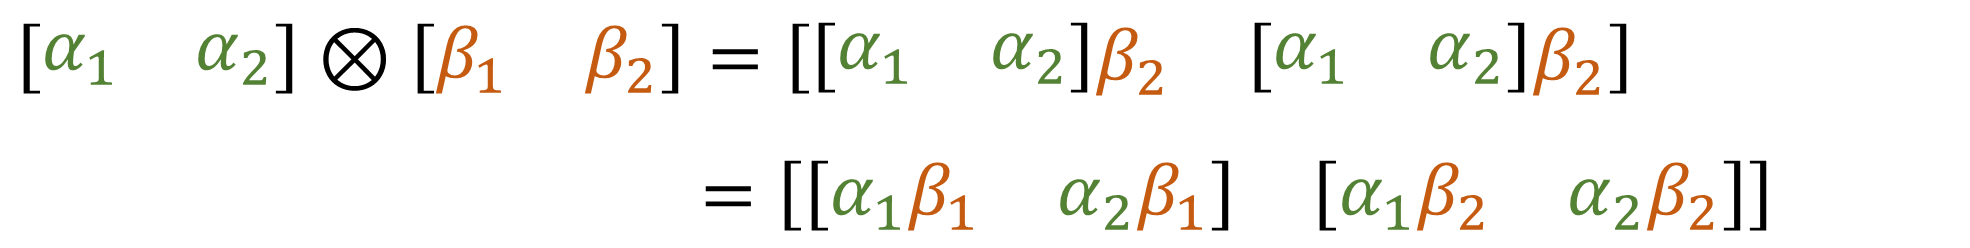 [α₁ α₂] ⊗ [β₁ β₂] = [[α₁ α₂]β₂ [α₁ α₂]β₂]
= [[α₁β₁ α₂β₁] [α₁β₂ α₂β₂]]